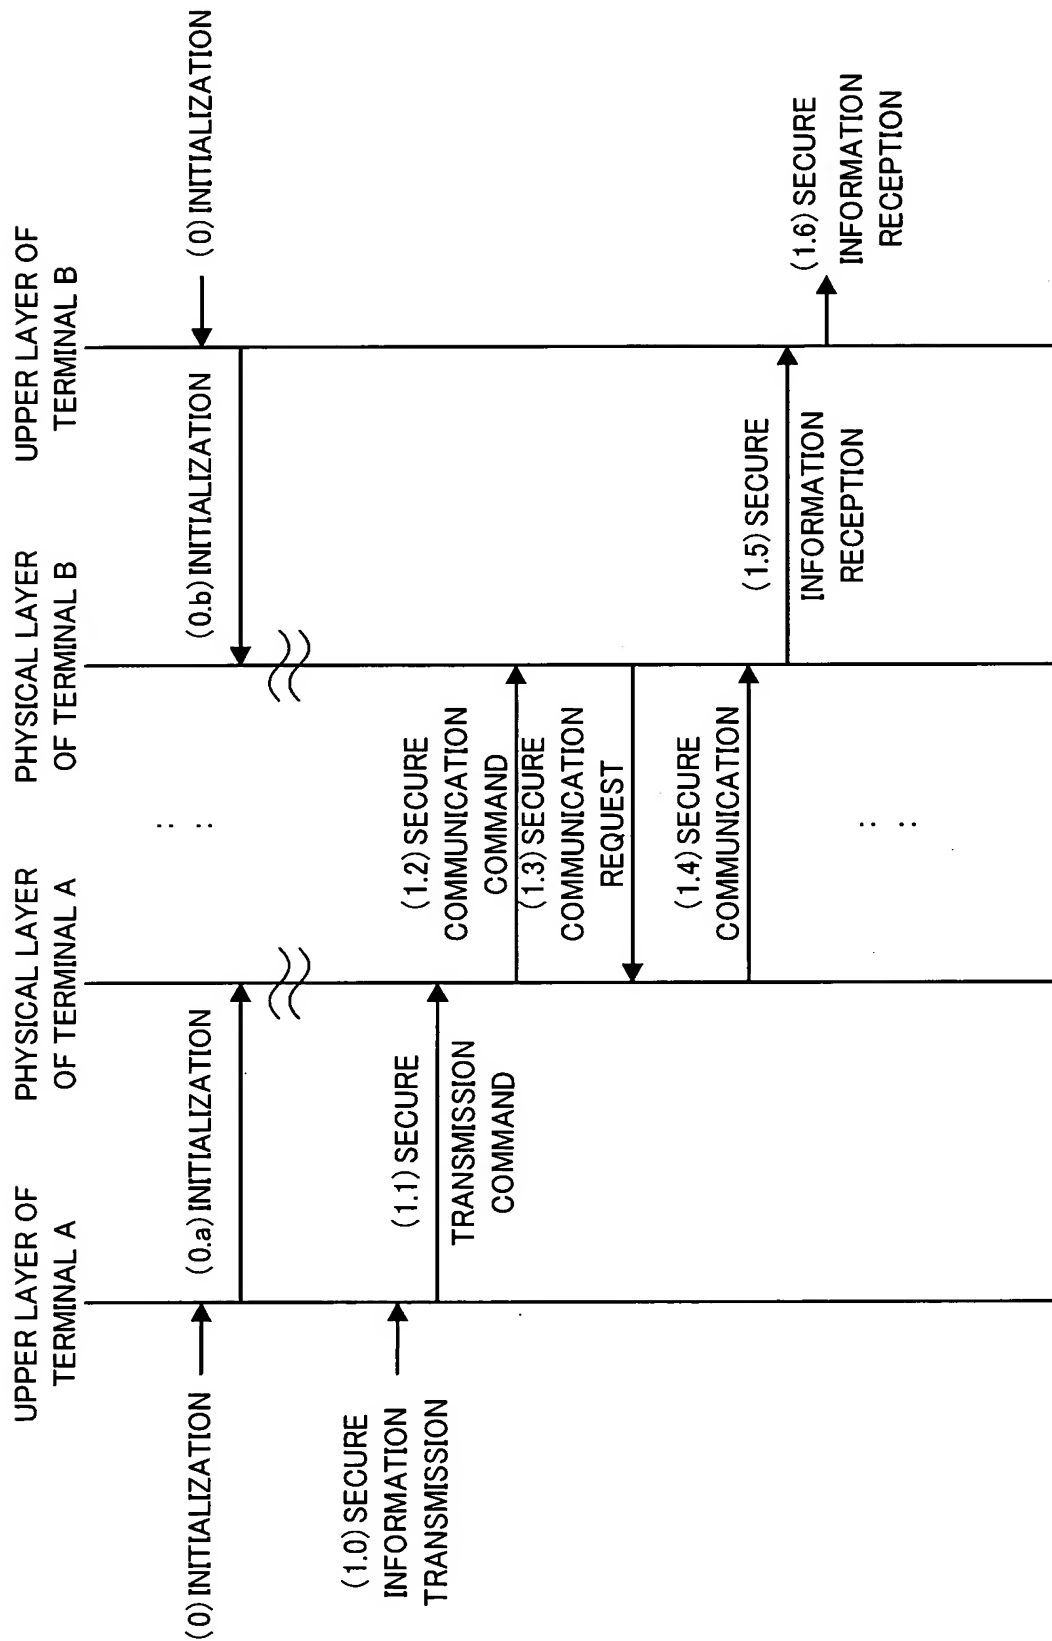 UPPER LAYER OF
TERMINAL A
PHYSICAL LAYER
OF TERMINAL A
PHYSICAL LAYER
OF TERMINAL B
UPPER LAYER OF
TERMINAL B
(0) INITIALIZATION
(0.a) INITIALIZATION
(0.b) INITIALIZATION
(0) INITIALIZATION
(1.0) SECURE
INFORMATION
TRANSMISSION
(1.1) SECURE
TRANSMISSION
COMMAND
(1.2) SECURE
COMMUNICATION
COMMAND
(1.3) SECURE
COMMUNICATION
REQUEST
(1.4) SECURE
COMMUNICATION
(1.5) SECURE
INFORMATION
RECEPTION
(1.6) SECURE
INFORMATION
RECEPTION